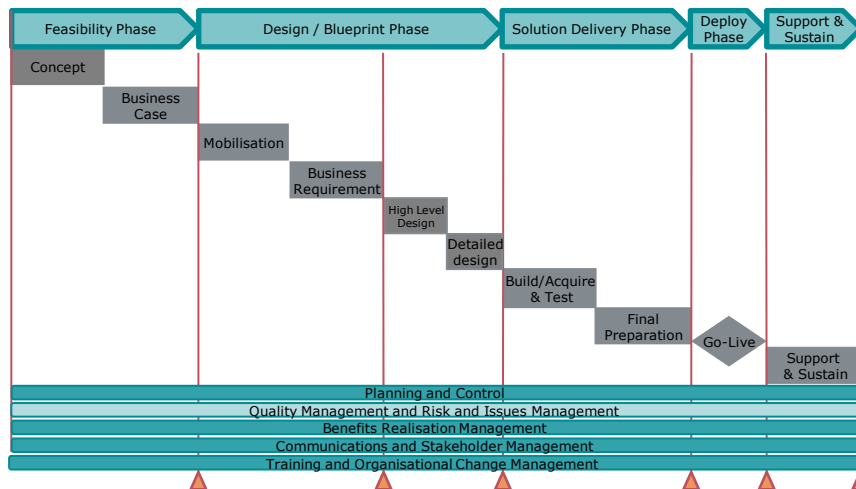 Feasibility Phase
Design / Blueprint Phase
Solution Delivery Phase
Deploy
Phase
Support &
Sustain
Concept
Business
Case
Mobilisation
Business
Requirement
High Level
Design
Detailed
design
Build/Acquire
& Test
Final
Preparation
Go-Live
Support
& Sustain
Planning and Control
Quality Management and Risk and Issues Management
Benefits Realisation Management
Communications and Stakeholder Management
Training and Organisational Change Management